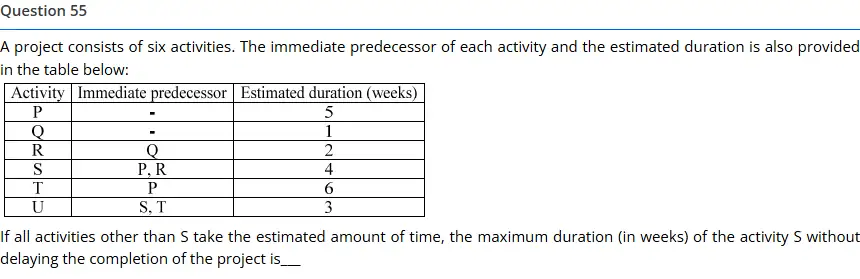 Question 55
A project consists of six activities. The immediate predecessor of each activity and the estimated duration is also provided
in the table below:
Activity Immediate predecessor Estimated duration (weeks)
P - 5
Q - 1
R Q 2
S P, R 4
T P 6
U S, T 3
If all activities other than S take the estimated amount of time, the maximum duration (in weeks) of the activity S without
delaying the completion of the project is___